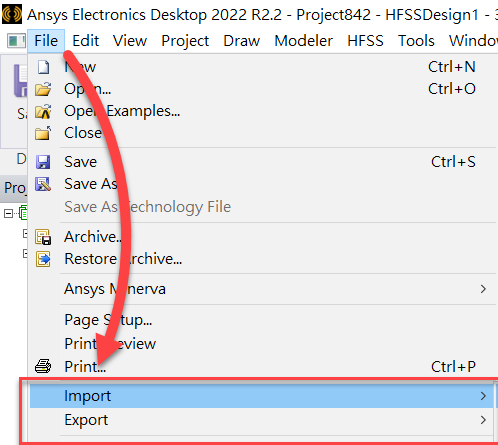 Ansys Electronics Desktop 2022 R2.2 - Project842 - HFSSDesign1 - 3
File Edit View Project Draw Modeler HFSS Tools Window
New Ctrl+N
Open... Ctrl+O
Open Examples...
Close
Save Ctrl+S
Save As
Save As Technology File
Archive...
Restore Archive...
Ansys Minerva
Page Setup...
Print Preview
Print... Ctrl+P
Import
Export